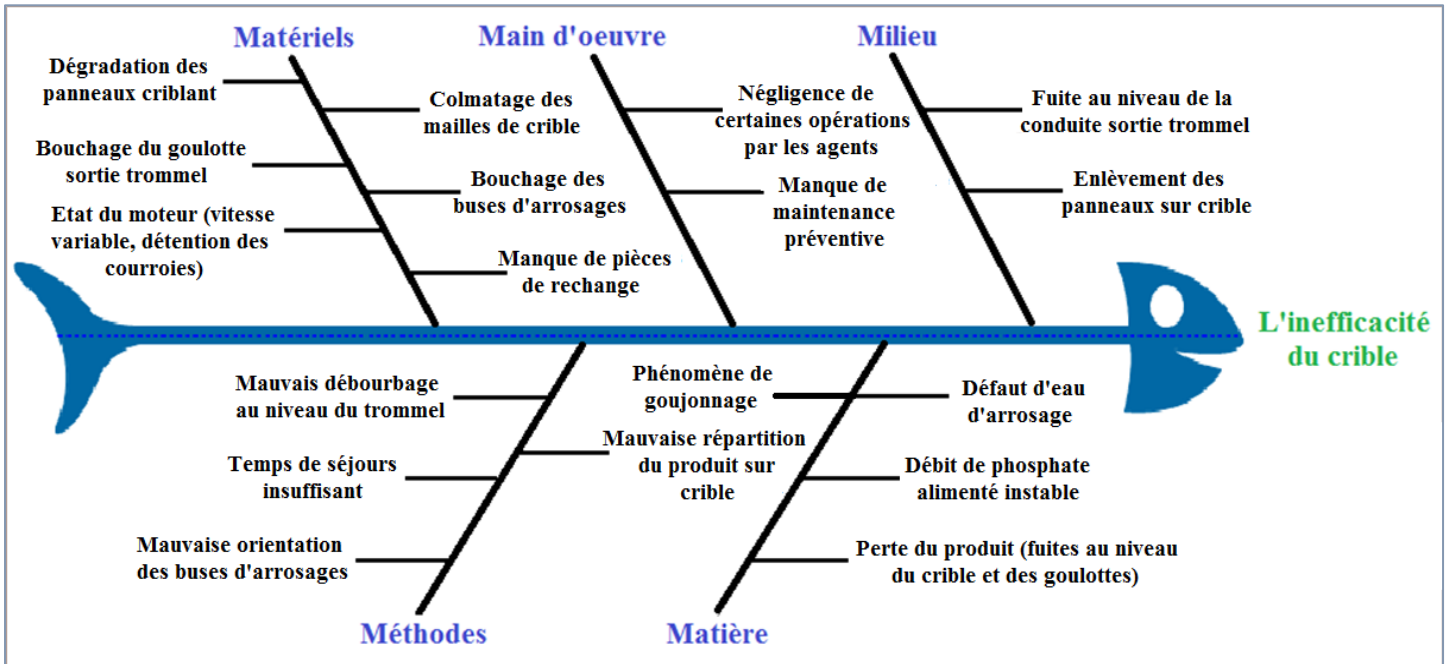 Matériels
Dégradation des
panneaux criblant
Colmatage des
mailles de crible
Bouchage du goulotte
sortie trommel
Bouchage des
buses d'arrosages
Etat du moteur (vitesse
variable, détention des
courroies)
Manque de pièces
de rechange
Main d'oeuvre
Négligence de
certaines opérations
par les agents
Manque de
maintenance
préventive
Milieu
Fuite au niveau de la
conduite sortie trommel
Enlèvement des
panneaux sur crible
L'inefficacité
du crible
Mauvais débourbage
au niveau du trommel
Mauvaise répartition
du produit sur
crible
Temps de séjours
insuffisant
Mauvaise orientation
des buses d'arrosages
Méthodes
Phénomène de
goujonnage
Défaut d'eau
d'arrosage
Débit de phosphate
alimenté instable
Perte du produit (fuites au niveau
du crible et des goulottes)
Matière